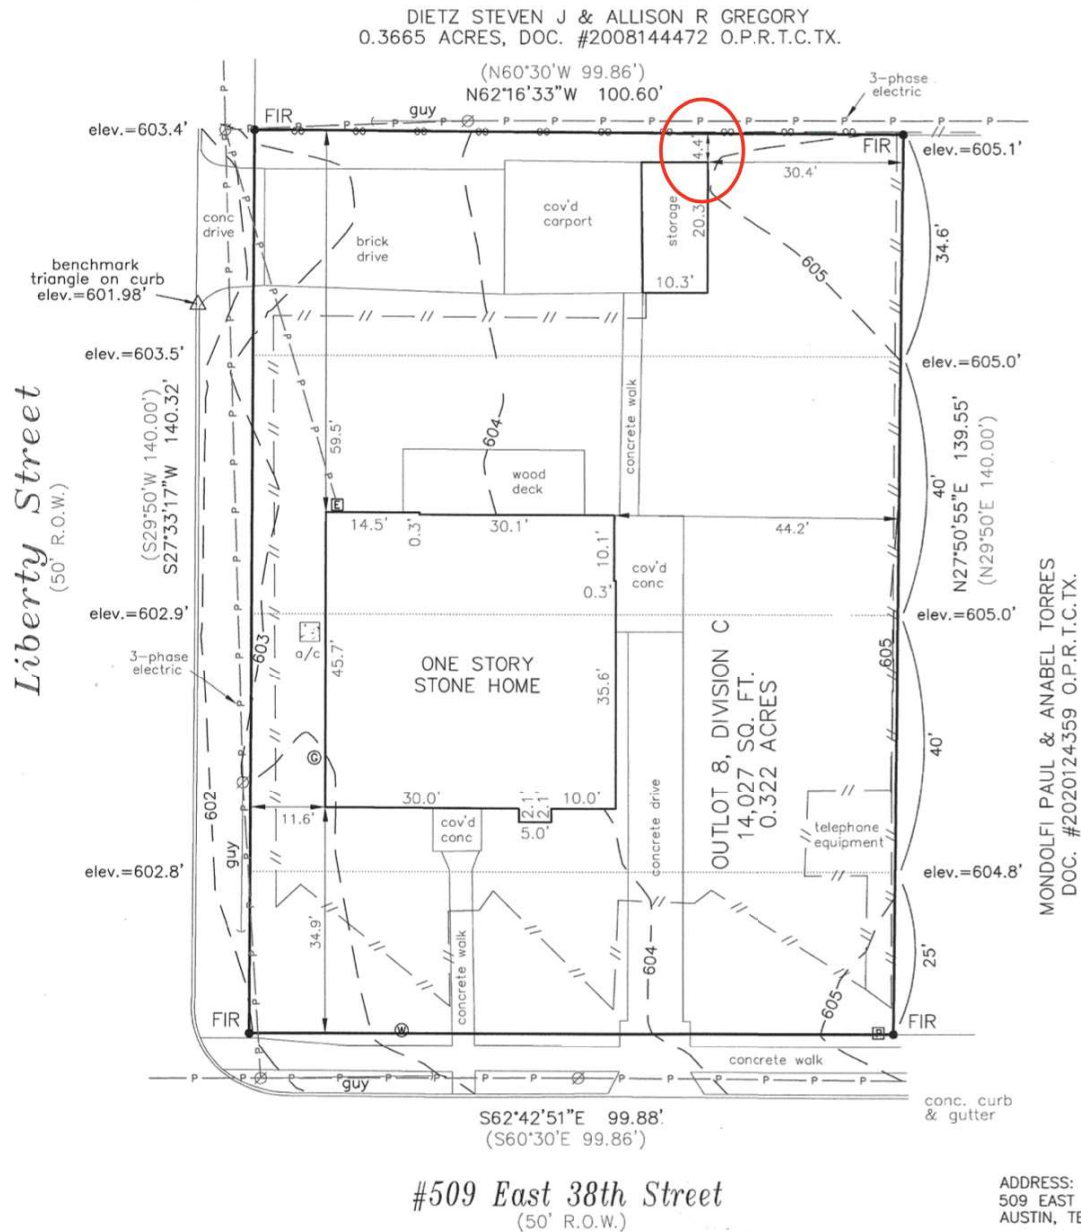 DIETZ STEVEN J & ALLISON R GREGORY
0.3665 ACRES, DOC. #2008144472 O.P.R.T.C.TX.
(N60°30'W 99.86')
N62°16'33"W 100.60'
3-phase
electric
guy
FIR
FIR
elev.=603.4'
elev.=605.1'
4.4'
30.4'
conc
drive
brick
drive
cov'd
carport
storage
20.3'
10.3'
34.6'
605
benchmark
triangle on curb
elev.=601.98'
elev.=603.5'
elev.=605.0'
Liberty Street
(50' R.O.W.)
(S29°50'W 140.00')
S27°33'17"W 140.32'
59.5'
604
concrete walk
wood
deck
40'
N27°50'55"E 139.55'
(N29°50'E 140.00')
E
14.5'
0.3'
30.1'
10.1'
44.2'
cov'd
conc
0.3'
elev.=602.9'
elev.=605.0'
603
a/c
3-phase
electric
45.7'
ONE STORY
STONE HOME
35.6'
OUTLOT 8, DIVISION C
14,027 SQ. FT.
0.322 ACRES
605
MONDOLFI PAUL & ANABEL TORRES
DOC. #2020124359 O.P.R.T.C.TX.
40'
G
602
11.6'
30.0'
2.1'
2.1'
10.0'
5.0'
cov'd
conc
concrete drive
telephone
equipment
guy
elev.=602.8'
elev.=604.8'
34.9'
concrete walk
604
605
25'
FIR
W
P
FIR
concrete walk
guy
conc. curb
& gutter
S62°42'51"E 99.88'
(S60°30'E 99.86')
#509 East 38th Street
(50' R.O.W.)
ADDRESS:
509 EAST
AUSTIN, TE